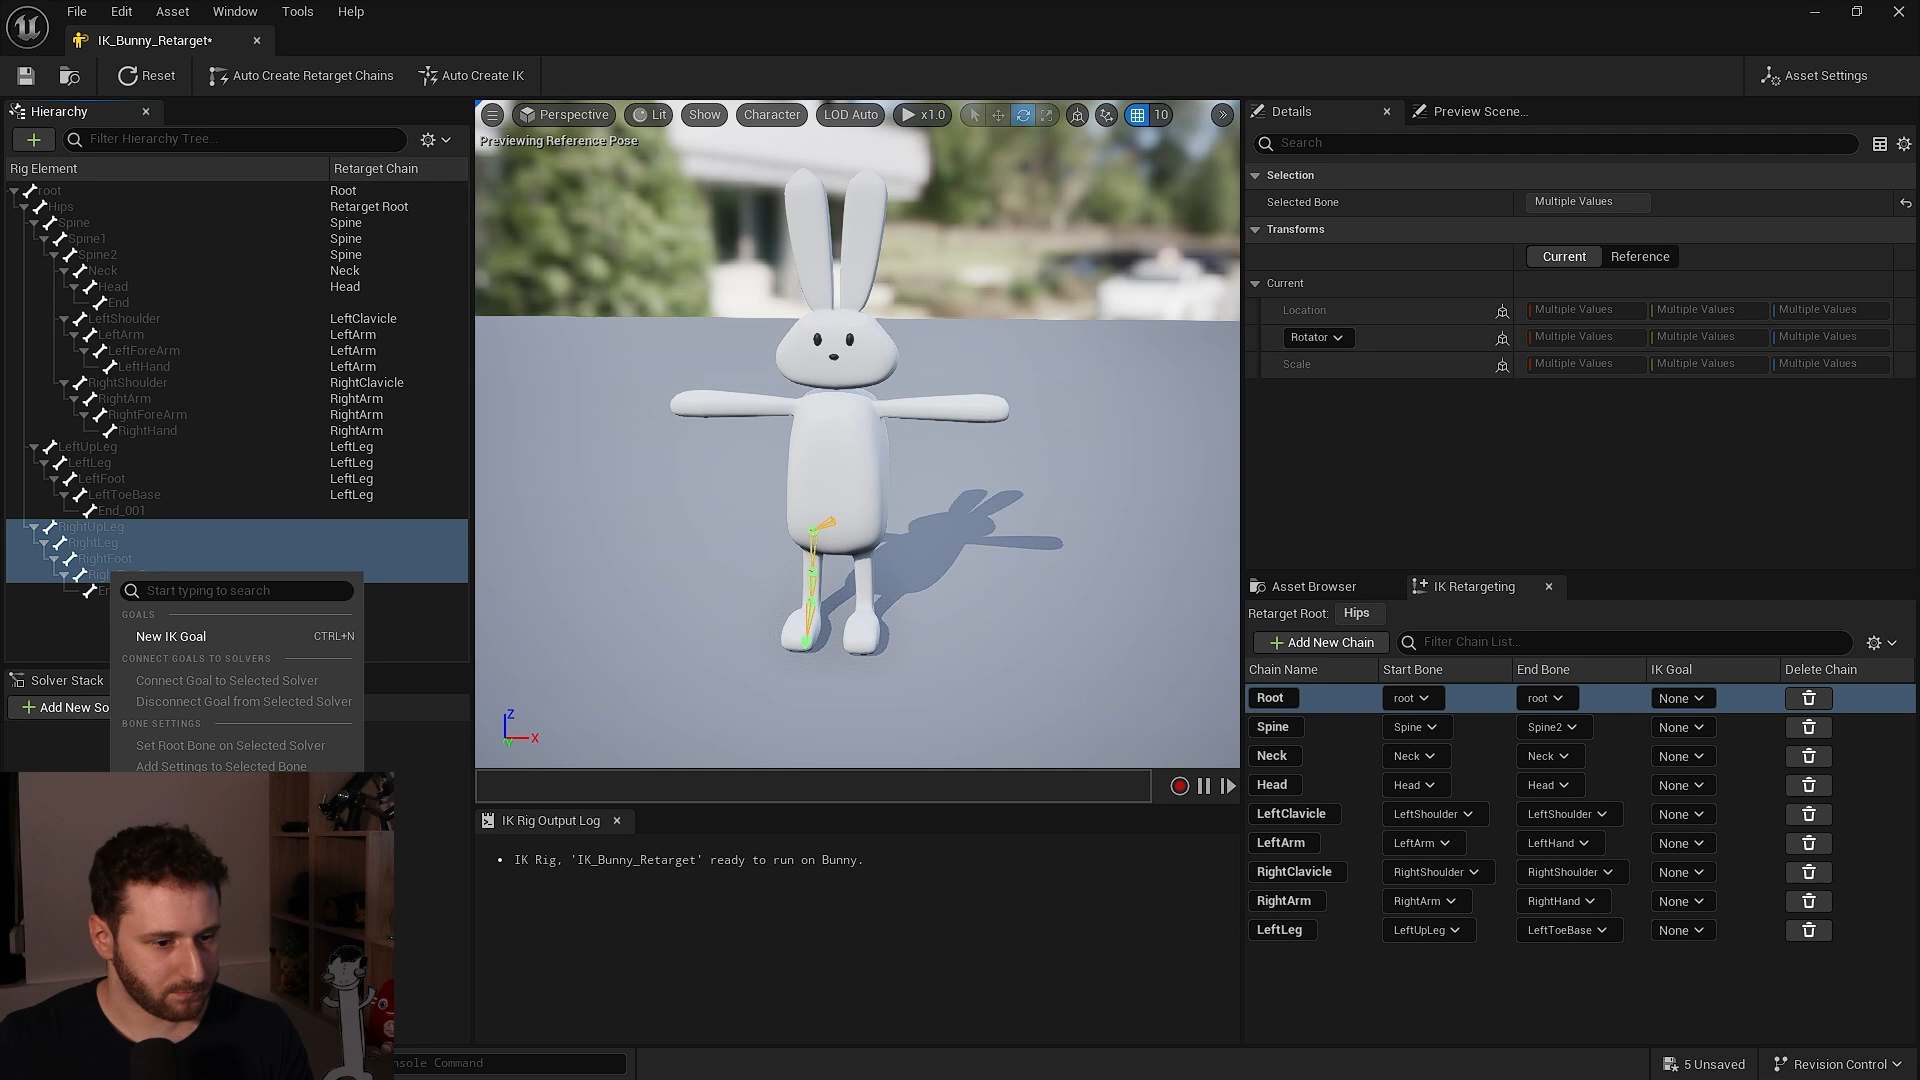 File Edit Asset Window Tools Help
IK_Bunny_Retarget*
Reset Auto Create Retarget Chains Auto Create IK Asset Settings
Hierarchy
Filter Hierarchy Tree...
Rig Element Retarget Chain
root Root
Hips Retarget Root
Spine Spine
Spine1 Spine
Spine2 Spine
Neck Neck
Head Head
End
LeftShoulder LeftClavicle
LeftArm LeftArm
LeftForeArm LeftArm
LeftHand LeftArm
RightShoulder RightClavicle
RightArm RightArm
RightForeArm RightArm
RightHand RightArm
LeftUpLeg LeftLeg
LeftLeg LeftLeg
LeftFoot LeftLeg
LeftToeBase LeftLeg
End_001
RightUpLeg
RightLeg
RightFoot
Start typing to search
GOALS
New IK Goal CTRL+N
CONNECT GOALS TO SOLVERS
Connect Goal to Selected Solver
Disconnect Goal from Selected Solver
BONE SETTINGS
Set Root Bone on Selected Solver
Add Settings to Selected Bone
Solver Stack
Add New So
Perspective Lit Show Character LOD Auto x1.0 10
Previewing Reference Pose
Z
X
Y
IK Rig Output Log
• IK Rig, 'IK_Bunny_Retarget' ready to run on Bunny.
nsole Command
Details Preview Scene...
Search
Selection
Selected Bone Multiple Values
Transforms
Current Reference
Current
Location Multiple Values Multiple Values Multiple Values
Rotator Multiple Values Multiple Values Multiple Values
Scale Multiple Values Multiple Values Multiple Values
Asset Browser IK Retargeting
Retarget Root: Hips
Add New Chain Filter Chain List...
Chain Name Start Bone End Bone IK Goal Delete Chain
Root root root None
Spine Spine Spine2 None
Neck Neck Neck None
Head Head Head None
LeftClavicle LeftShoulder LeftShoulder None
LeftArm LeftArm LeftHand None
RightClavicle RightShoulder RightShoulder None
RightArm RightArm RightHand None
LeftLeg LeftUpLeg LeftToeBase None
5 Unsaved Revision Control